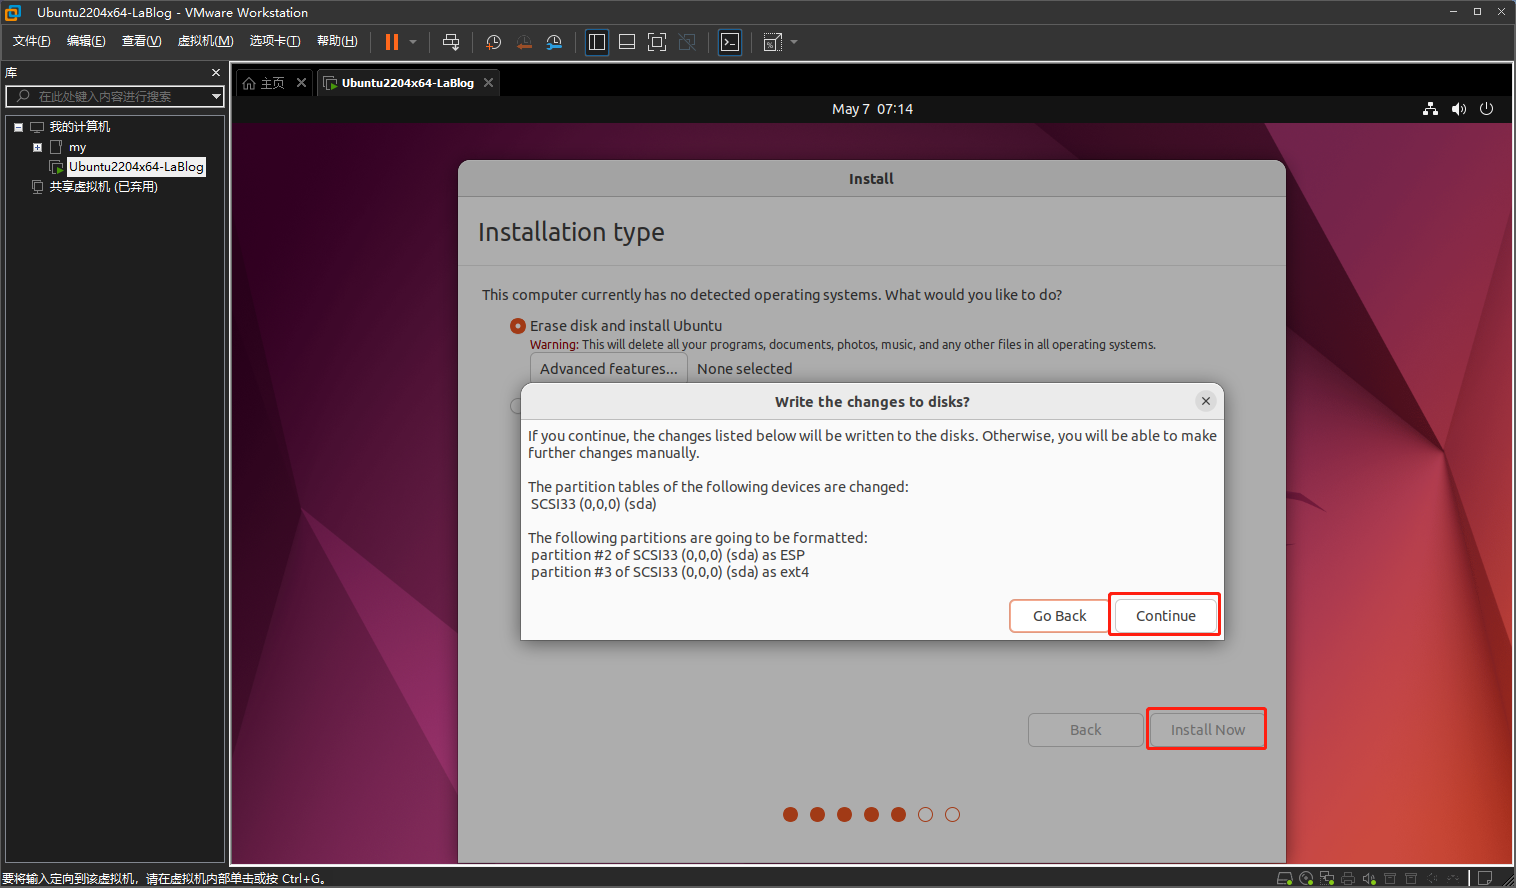 Ubuntu2204x64-LaBlog - VMware Workstation
文件(F) 编辑(E) 查看(V) 虚拟机(M) 选项卡(T) 帮助(H)
库
在此处键入内容进行搜索
我的计算机
my
Ubuntu2204x64-LaBlog
共享虚拟机 (已弃用)
主页 Ubuntu2204x64-LaBlog
May 7 07:14
Install
Installation type
This computer currently has no detected operating systems. What would you like to do?
Erase disk and install Ubuntu
Warning: This will delete all your programs, documents, photos, music, and any other files in all operating systems.
Advanced features... None selected
Write the changes to disks?
If you continue, the changes listed below will be written to the disks. Otherwise, you will be able to make
further changes manually.
The partition tables of the following devices are changed:
SCSI33 (0,0,0) (sda)
The following partitions are going to be formatted:
partition #2 of SCSI33 (0,0,0) (sda) as ESP
partition #3 of SCSI33 (0,0,0) (sda) as ext4
Go Back Continue
Back Install Now
要将输入定向到该虚拟机，请在虚拟机内部单击或按 Ctrl+G。